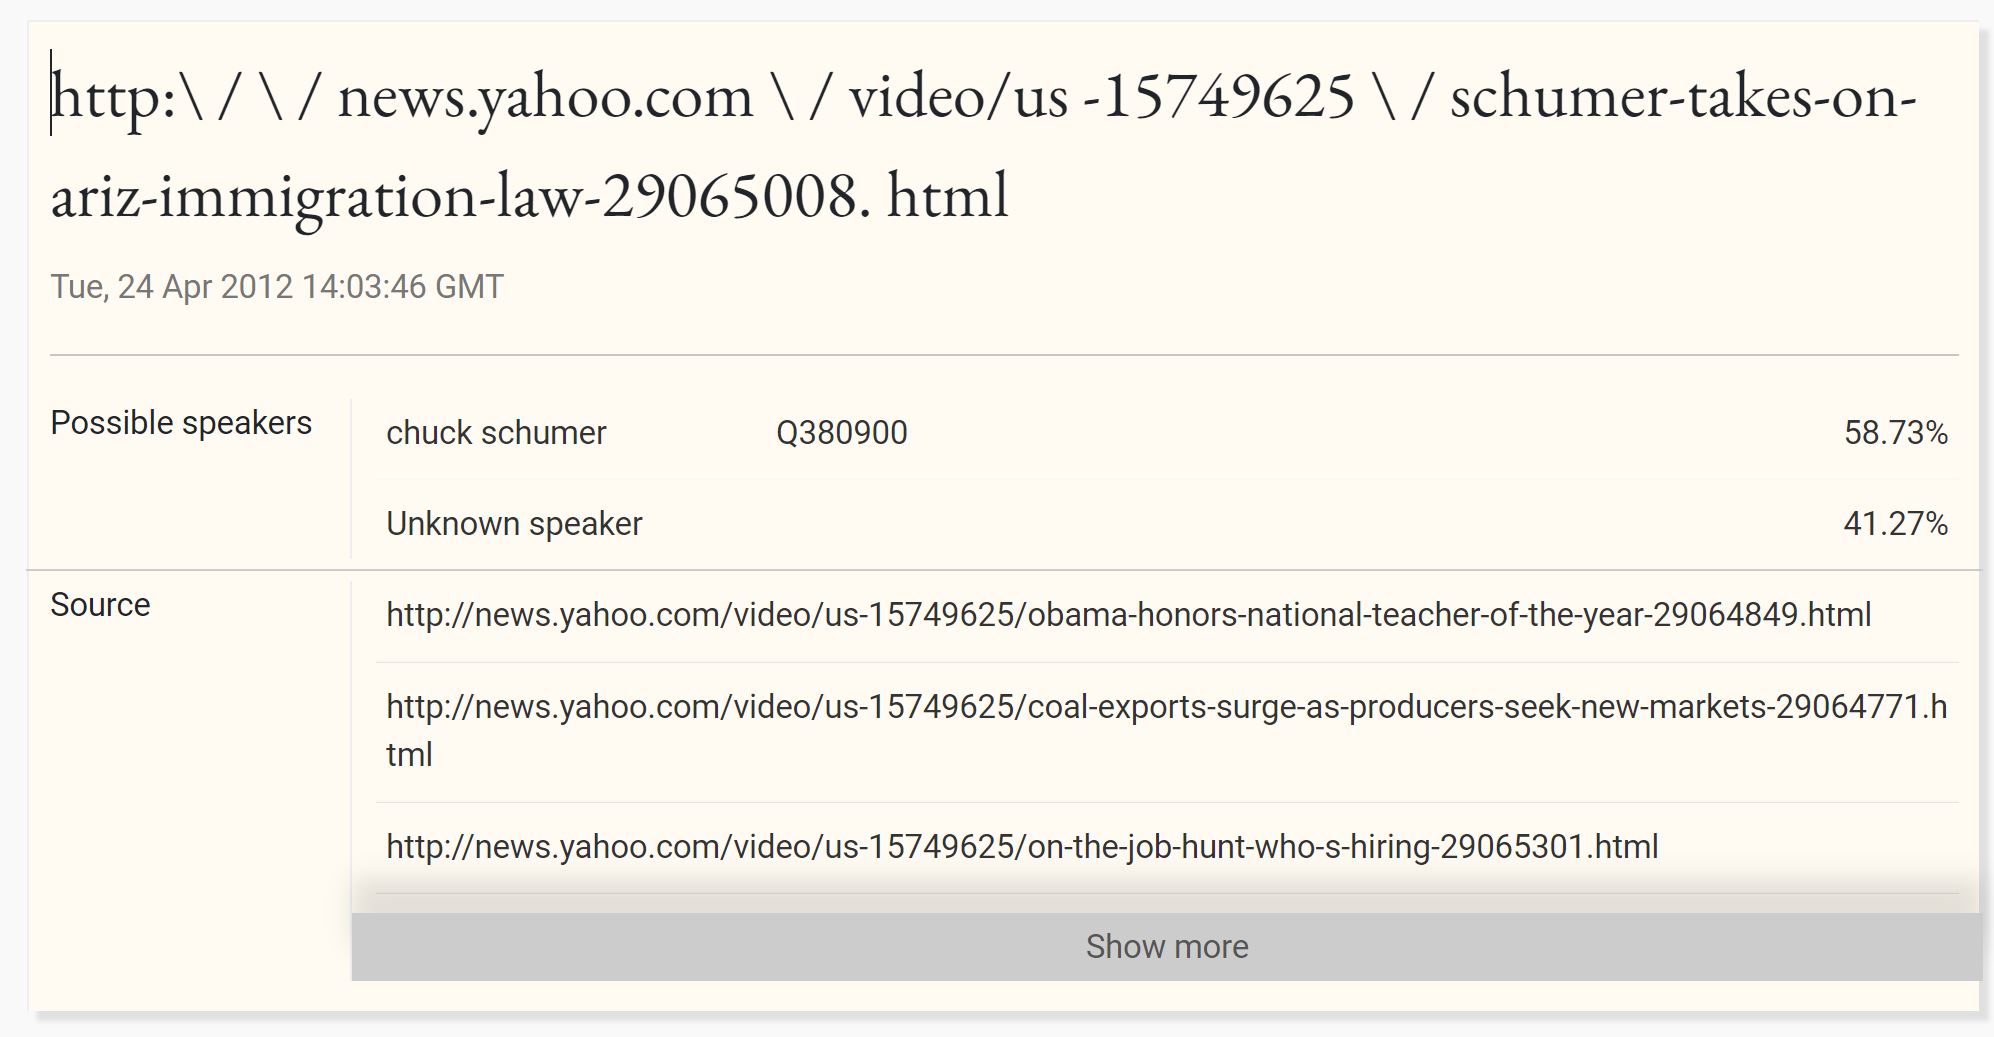 http:\ / \ / news.yahoo.com \ / video/us -15749625 \ / schumer-takes-on-
ariz-immigration-law-29065008. html
Tue, 24 Apr 2012 14:03:46 GMT
Possible speakers
chuck schumer Q380900 58.73%
Unknown speaker 41.27%
Source
http://news.yahoo.com/video/us-15749625/obama-honors-national-teacher-of-the-year-29064849.html
http://news.yahoo.com/video/us-15749625/coal-exports-surge-as-producers-seek-new-markets-29064771.h
tml
http://news.yahoo.com/video/us-15749625/on-the-job-hunt-who-s-hiring-29065301.html
Show more